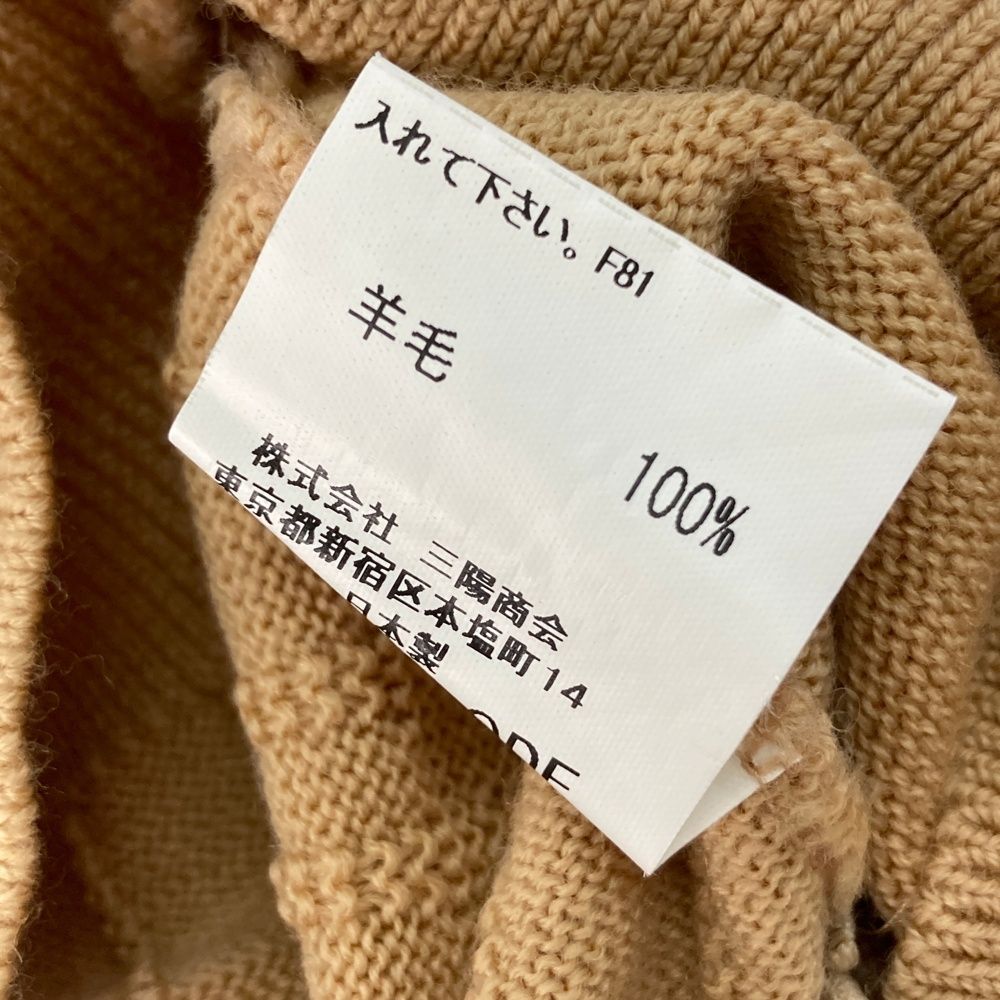 入れて下さい。F81
羊毛
100%
株式会社 三陽商会
東京都新宿区本塩町14
日本製